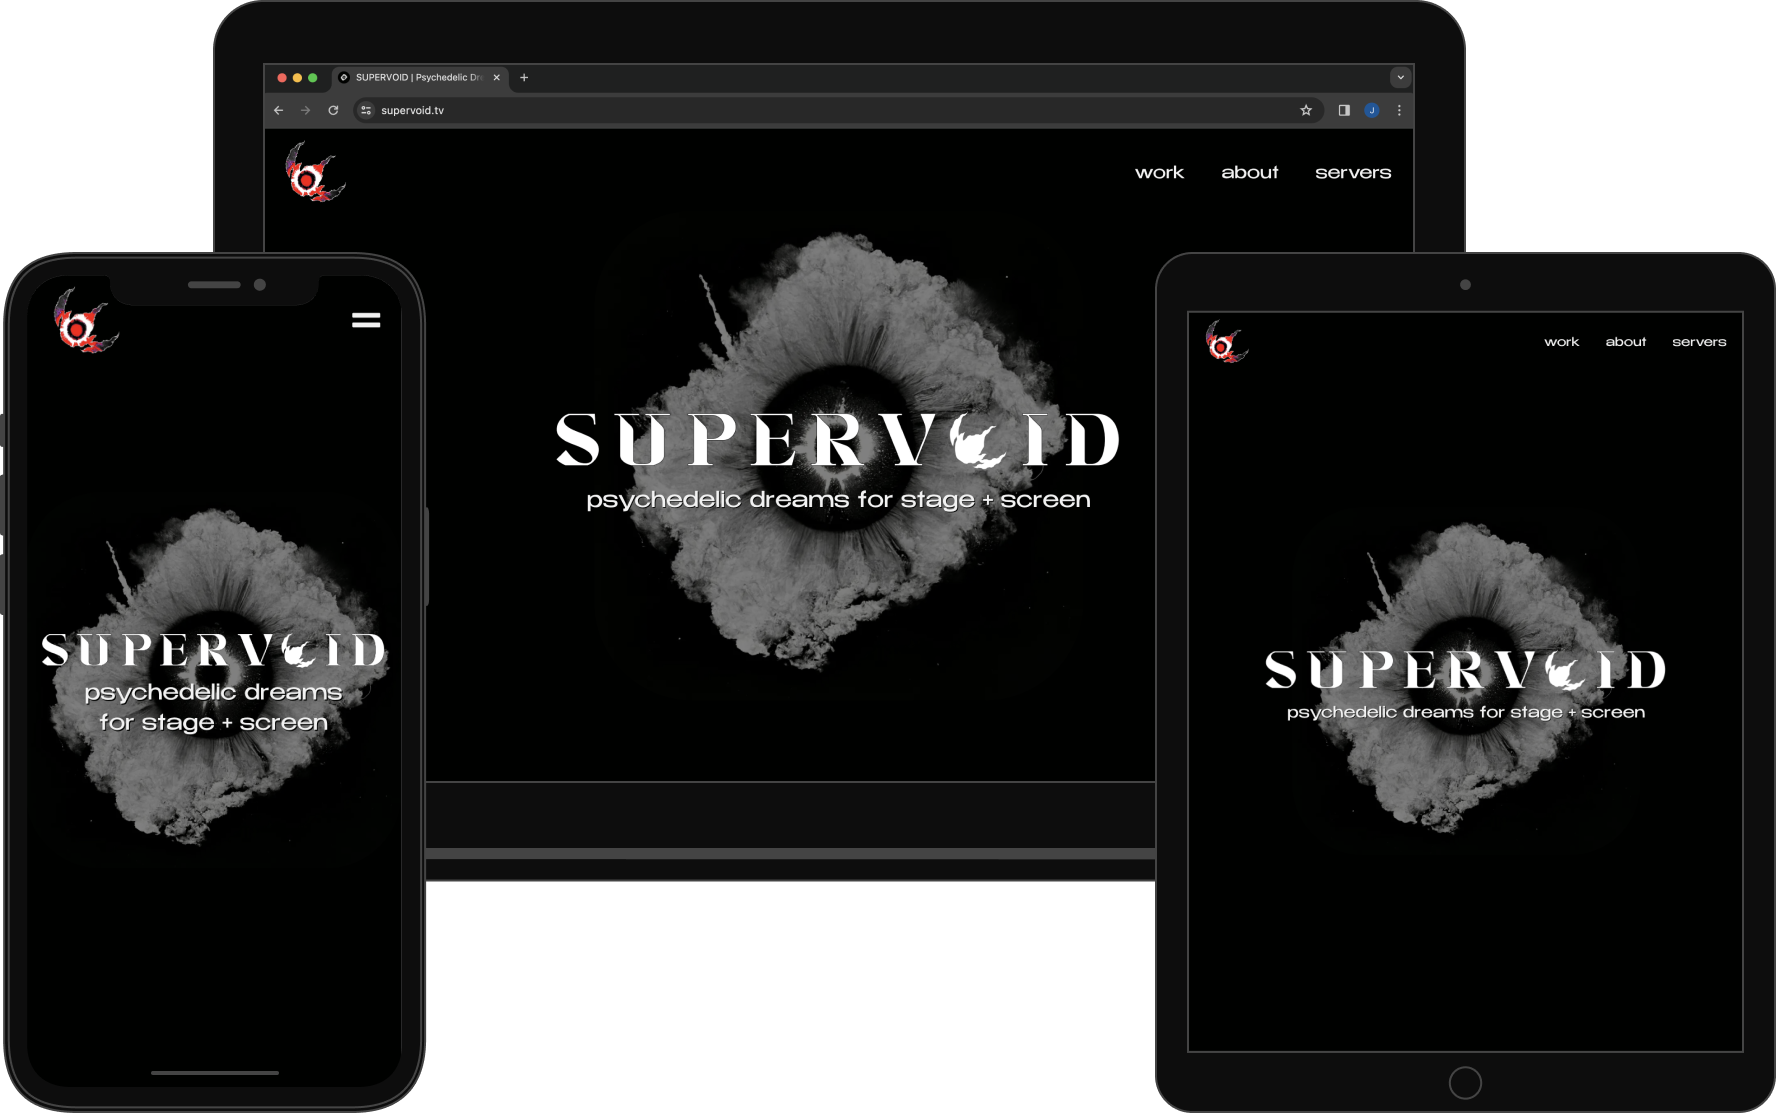 SUPERVOID | Psychedelic Dr
supervoid.tv
J
work about servers
SUPERVOID
psychedelic dreams for stage + screen
SUPERVOID
psychedelic dreams
for stage + screen
work about servers
SUPERVOID
psychedelic dreams for stage + screen